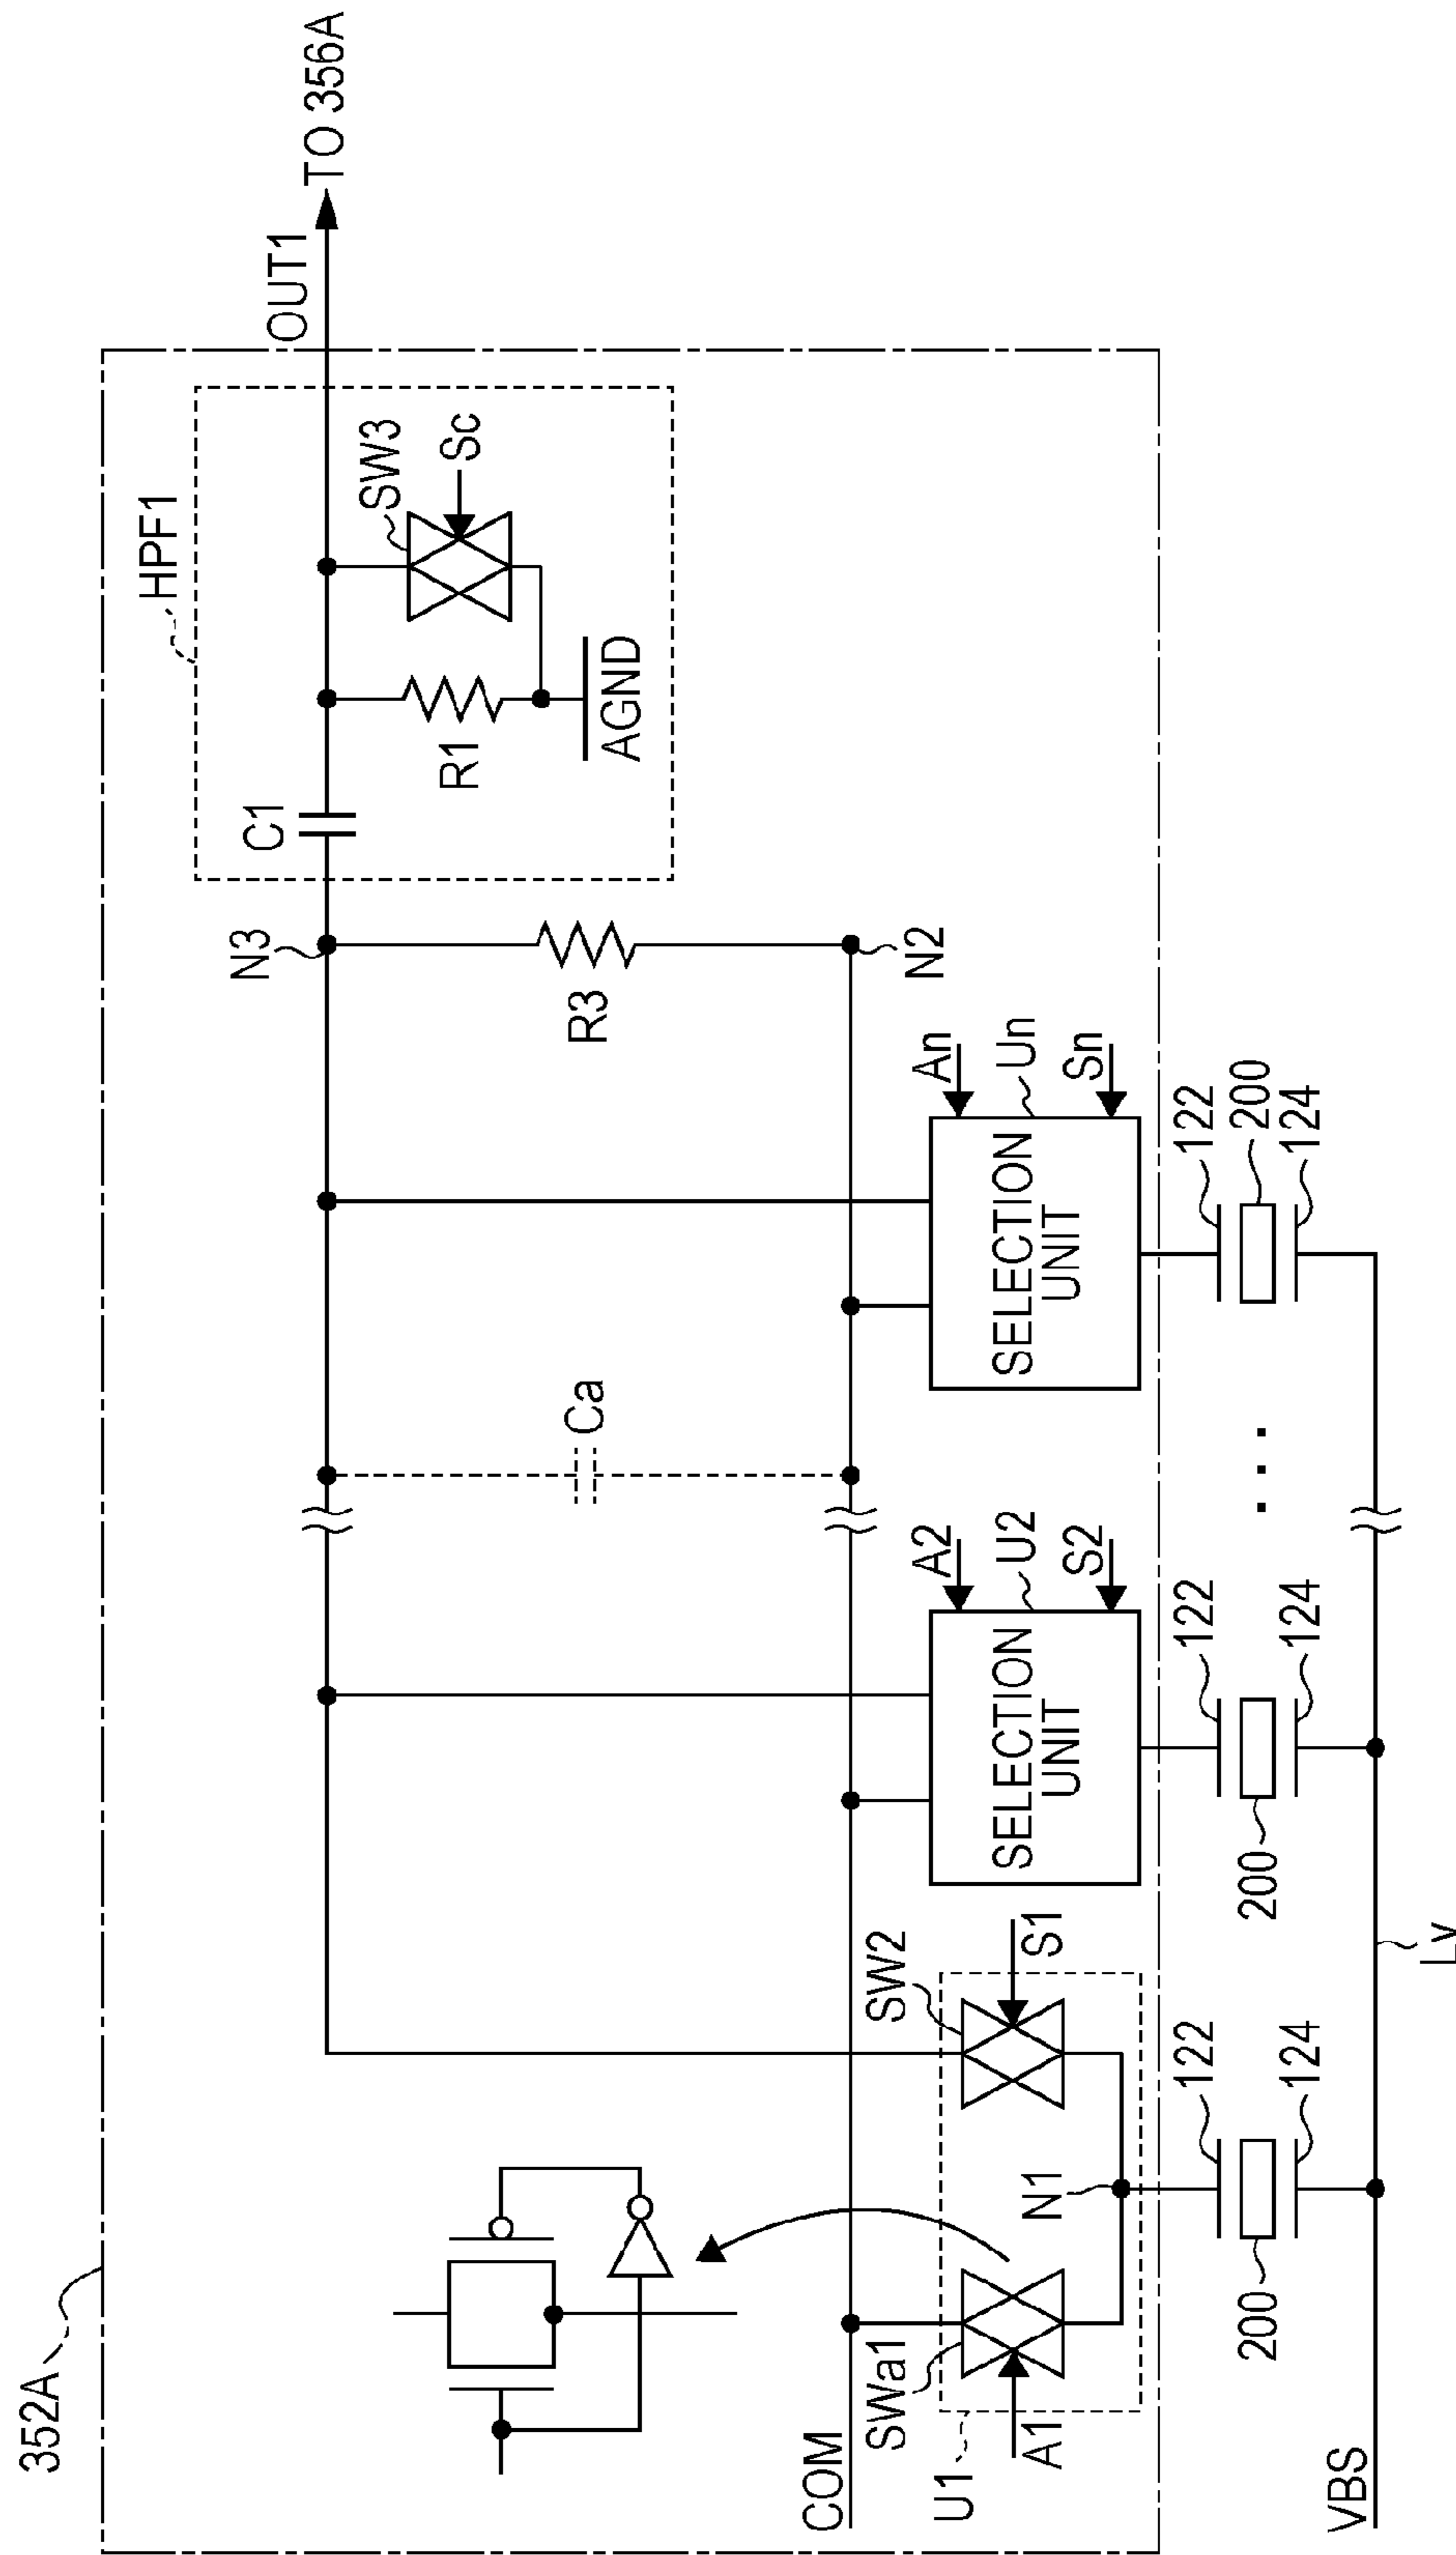 352A
HPF1
OUT1
TO 356A
N3
C1
SW3
Sc
R1
AGND
R3
N2
Ca
COM
SWa1
SW2
A1
U1
N1
S1
SELECTION
UNIT
A2
U2
S2
SELECTION
UNIT
An
Un
Sn
200
122
124
200
122
124
. . .
122
200
124
VBS